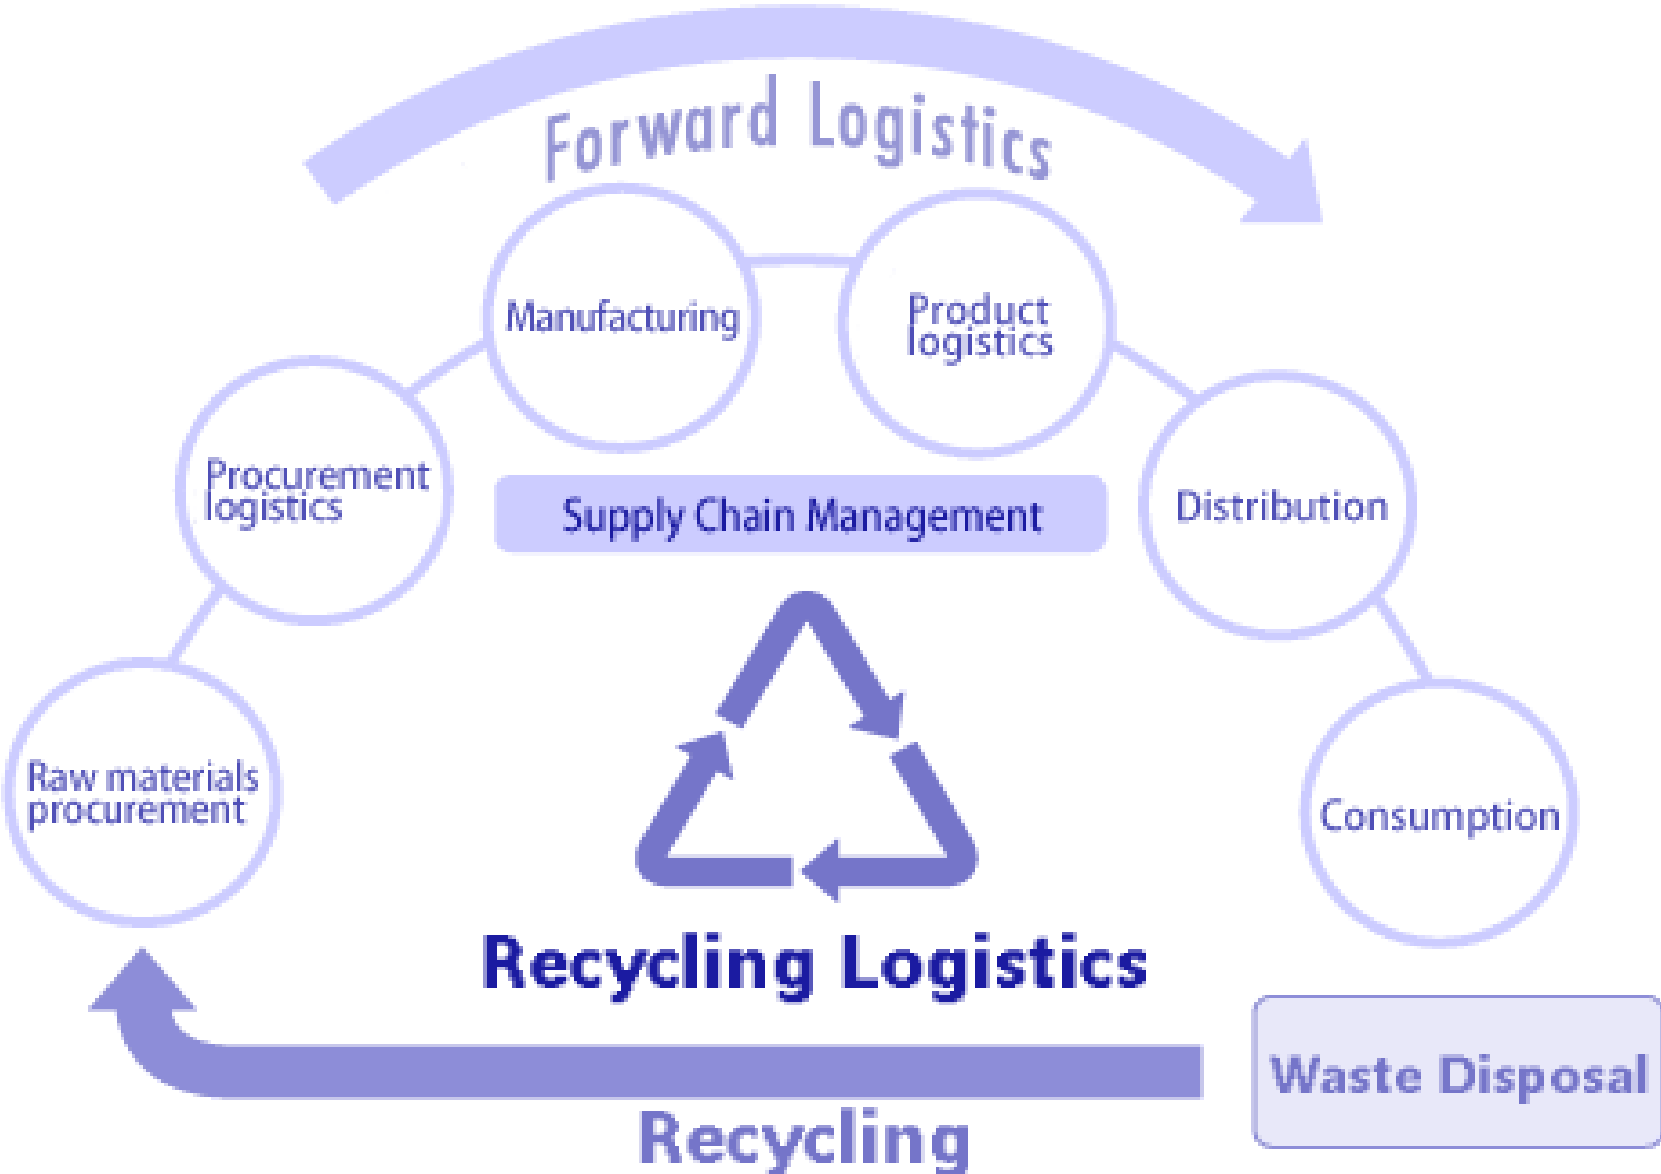 Forward Logistics
Manufacturing
Product
logistics
Procurement
logistics
Supply Chain Management
Distribution
Raw materials
procurement
Consumption
Recycling Logistics
Waste Disposal
Recycling